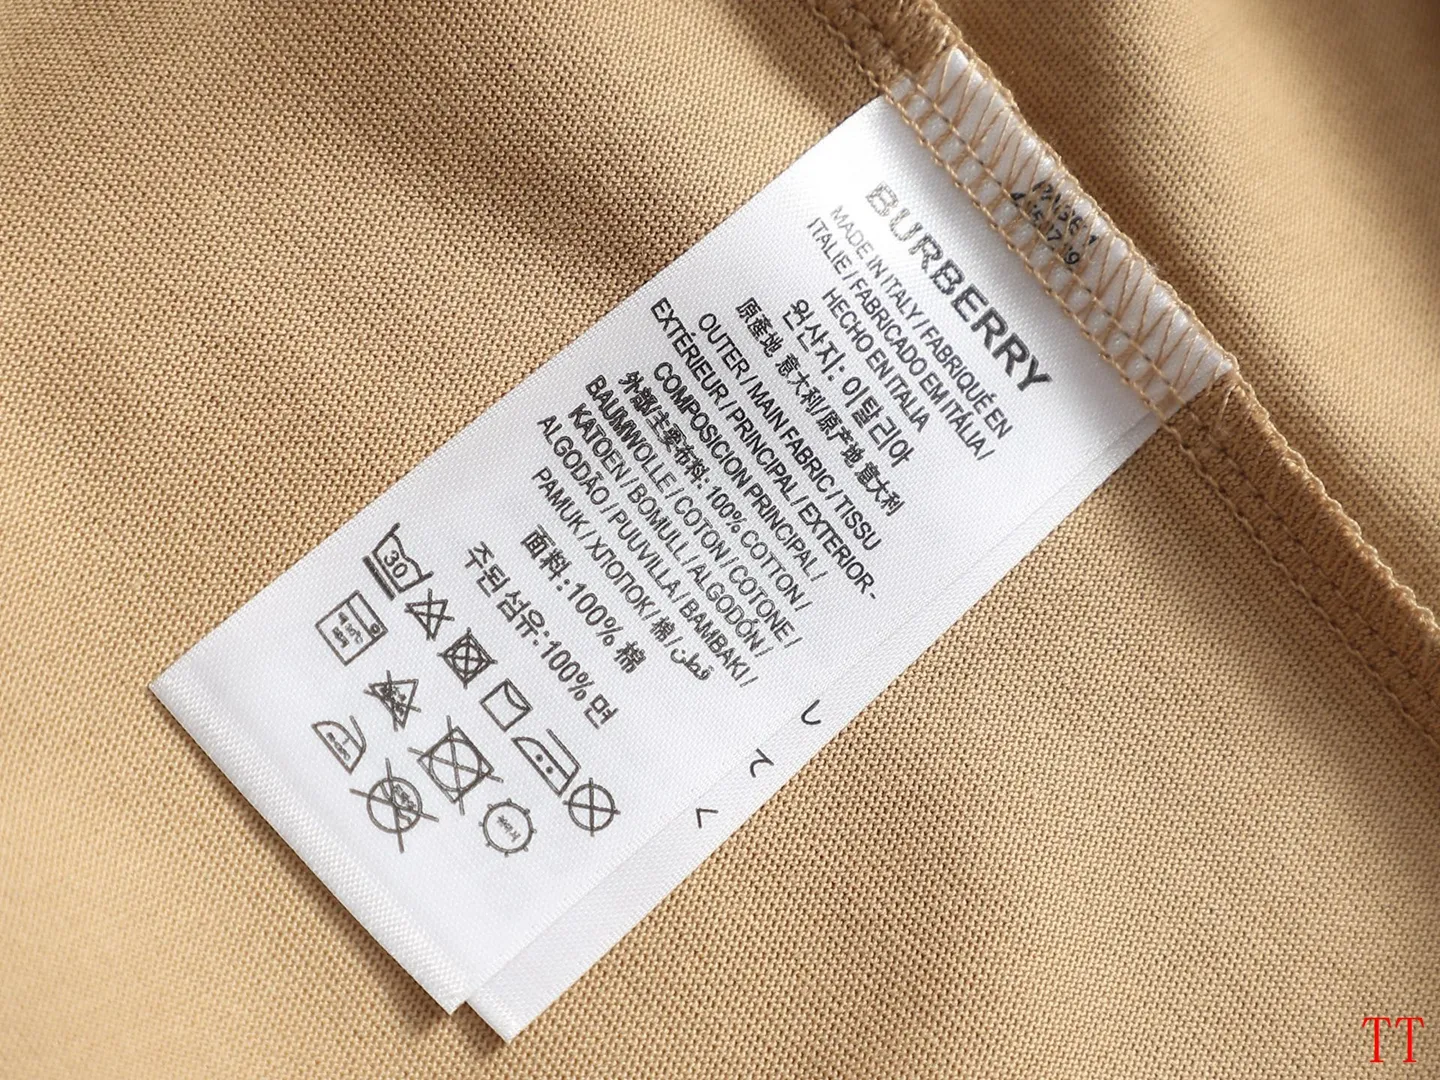 BURBERRY
MADE IN ITALY / FABRIQUÉ EN
ITALIE / FABRICADO EM ITÁLIA /
HECHO EN ITALIA
원산지: 이탈리아
原產地 意大利/原产地 意大利
OUTER / MAIN FABRIC / TISSU
EXTÉRIEUR / PRINCIPAL / EXTERIOR-
COMPOSICION PRINCIPAL /
外部/主要布料: 100% COTTON /
BAUMWOLLE / COTON / COTONE /
KATOEN / BOMULL / ALGODÓN /
ALGODÃO / PUUVILLA / BAMBAKI /
PAMUK / ХЛОПОК / 棉 / قطن
面料:100% 棉
주된 섬유:100% 면
30
TT